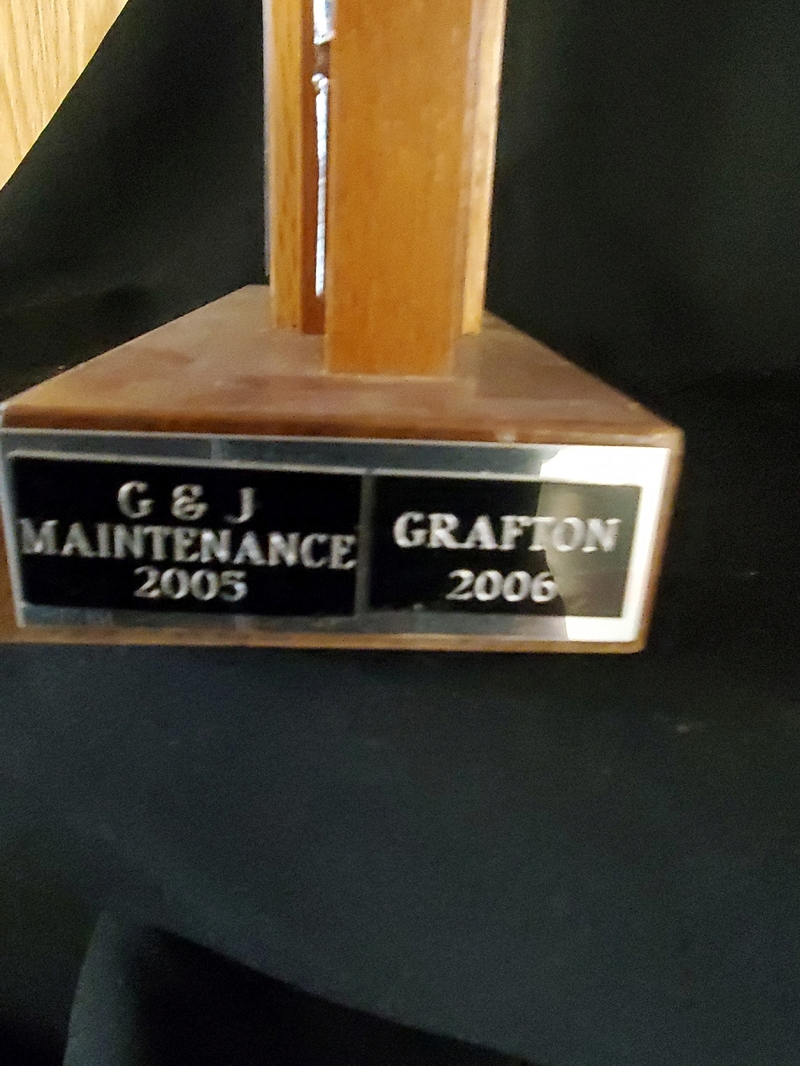 G & J
MAINTENANCE
2005
GRAFTON
2006